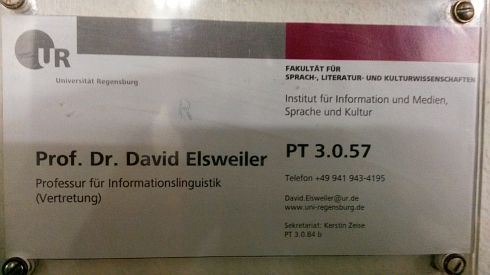 UR
Universität Regensburg
FAKULTÄT FÜR
SPRACH-, LITERATUR- UND KULTURWISSENSCHAFTEN
Institut für Information und Medien,
Sprache und Kultur
Prof. Dr. David Elsweiler
Professur für Informationslinguistik
(Vertretung)
PT 3.0.57
Telefon +49 941 943-4195
David.Elsweiler@ur.de
www.uni-regensburg.de
Sekretariat: Kerstin Zeise
PT 3.0.84 b